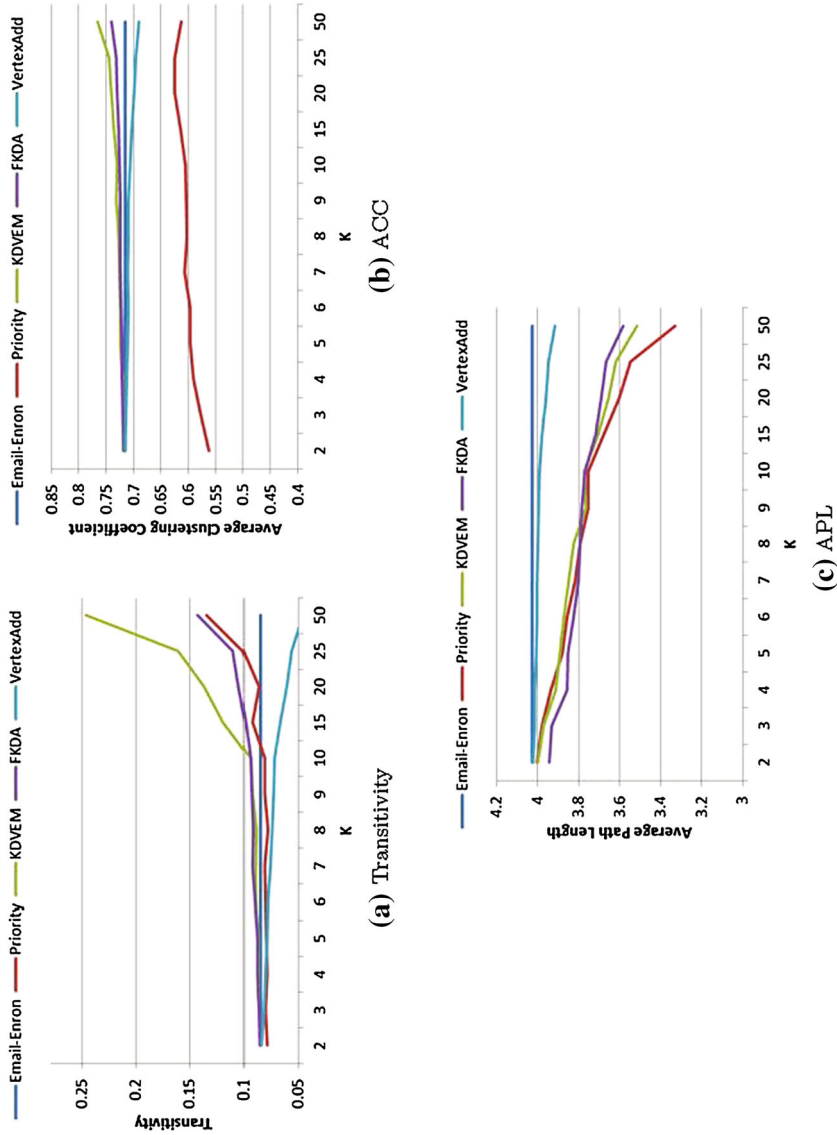 Email-Enron Priority KDVEM FKDA VertexAdd
Transitivity
0.25
0.2
0.15
0.1
0.05
2 3 4 5 6 7 8 9 10 15 20 25 50
K
(a) Transitivity
Email-Enron Priority KDVEM FKDA VertexAdd
Average Clustering Coefficient
0.85
0.8
0.75
0.7
0.65
0.6
0.55
0.5
0.45
0.4
2 3 4 5 6 7 8 9 10 15 20 25 50
K
(b) ACC
Email-Enron Priority KDVEM FKDA VertexAdd
Average Path Length
4.2
4
3.8
3.6
3.4
3.2
3
2 3 4 5 6 7 8 9 10 15 20 25 50
K
(c) APL